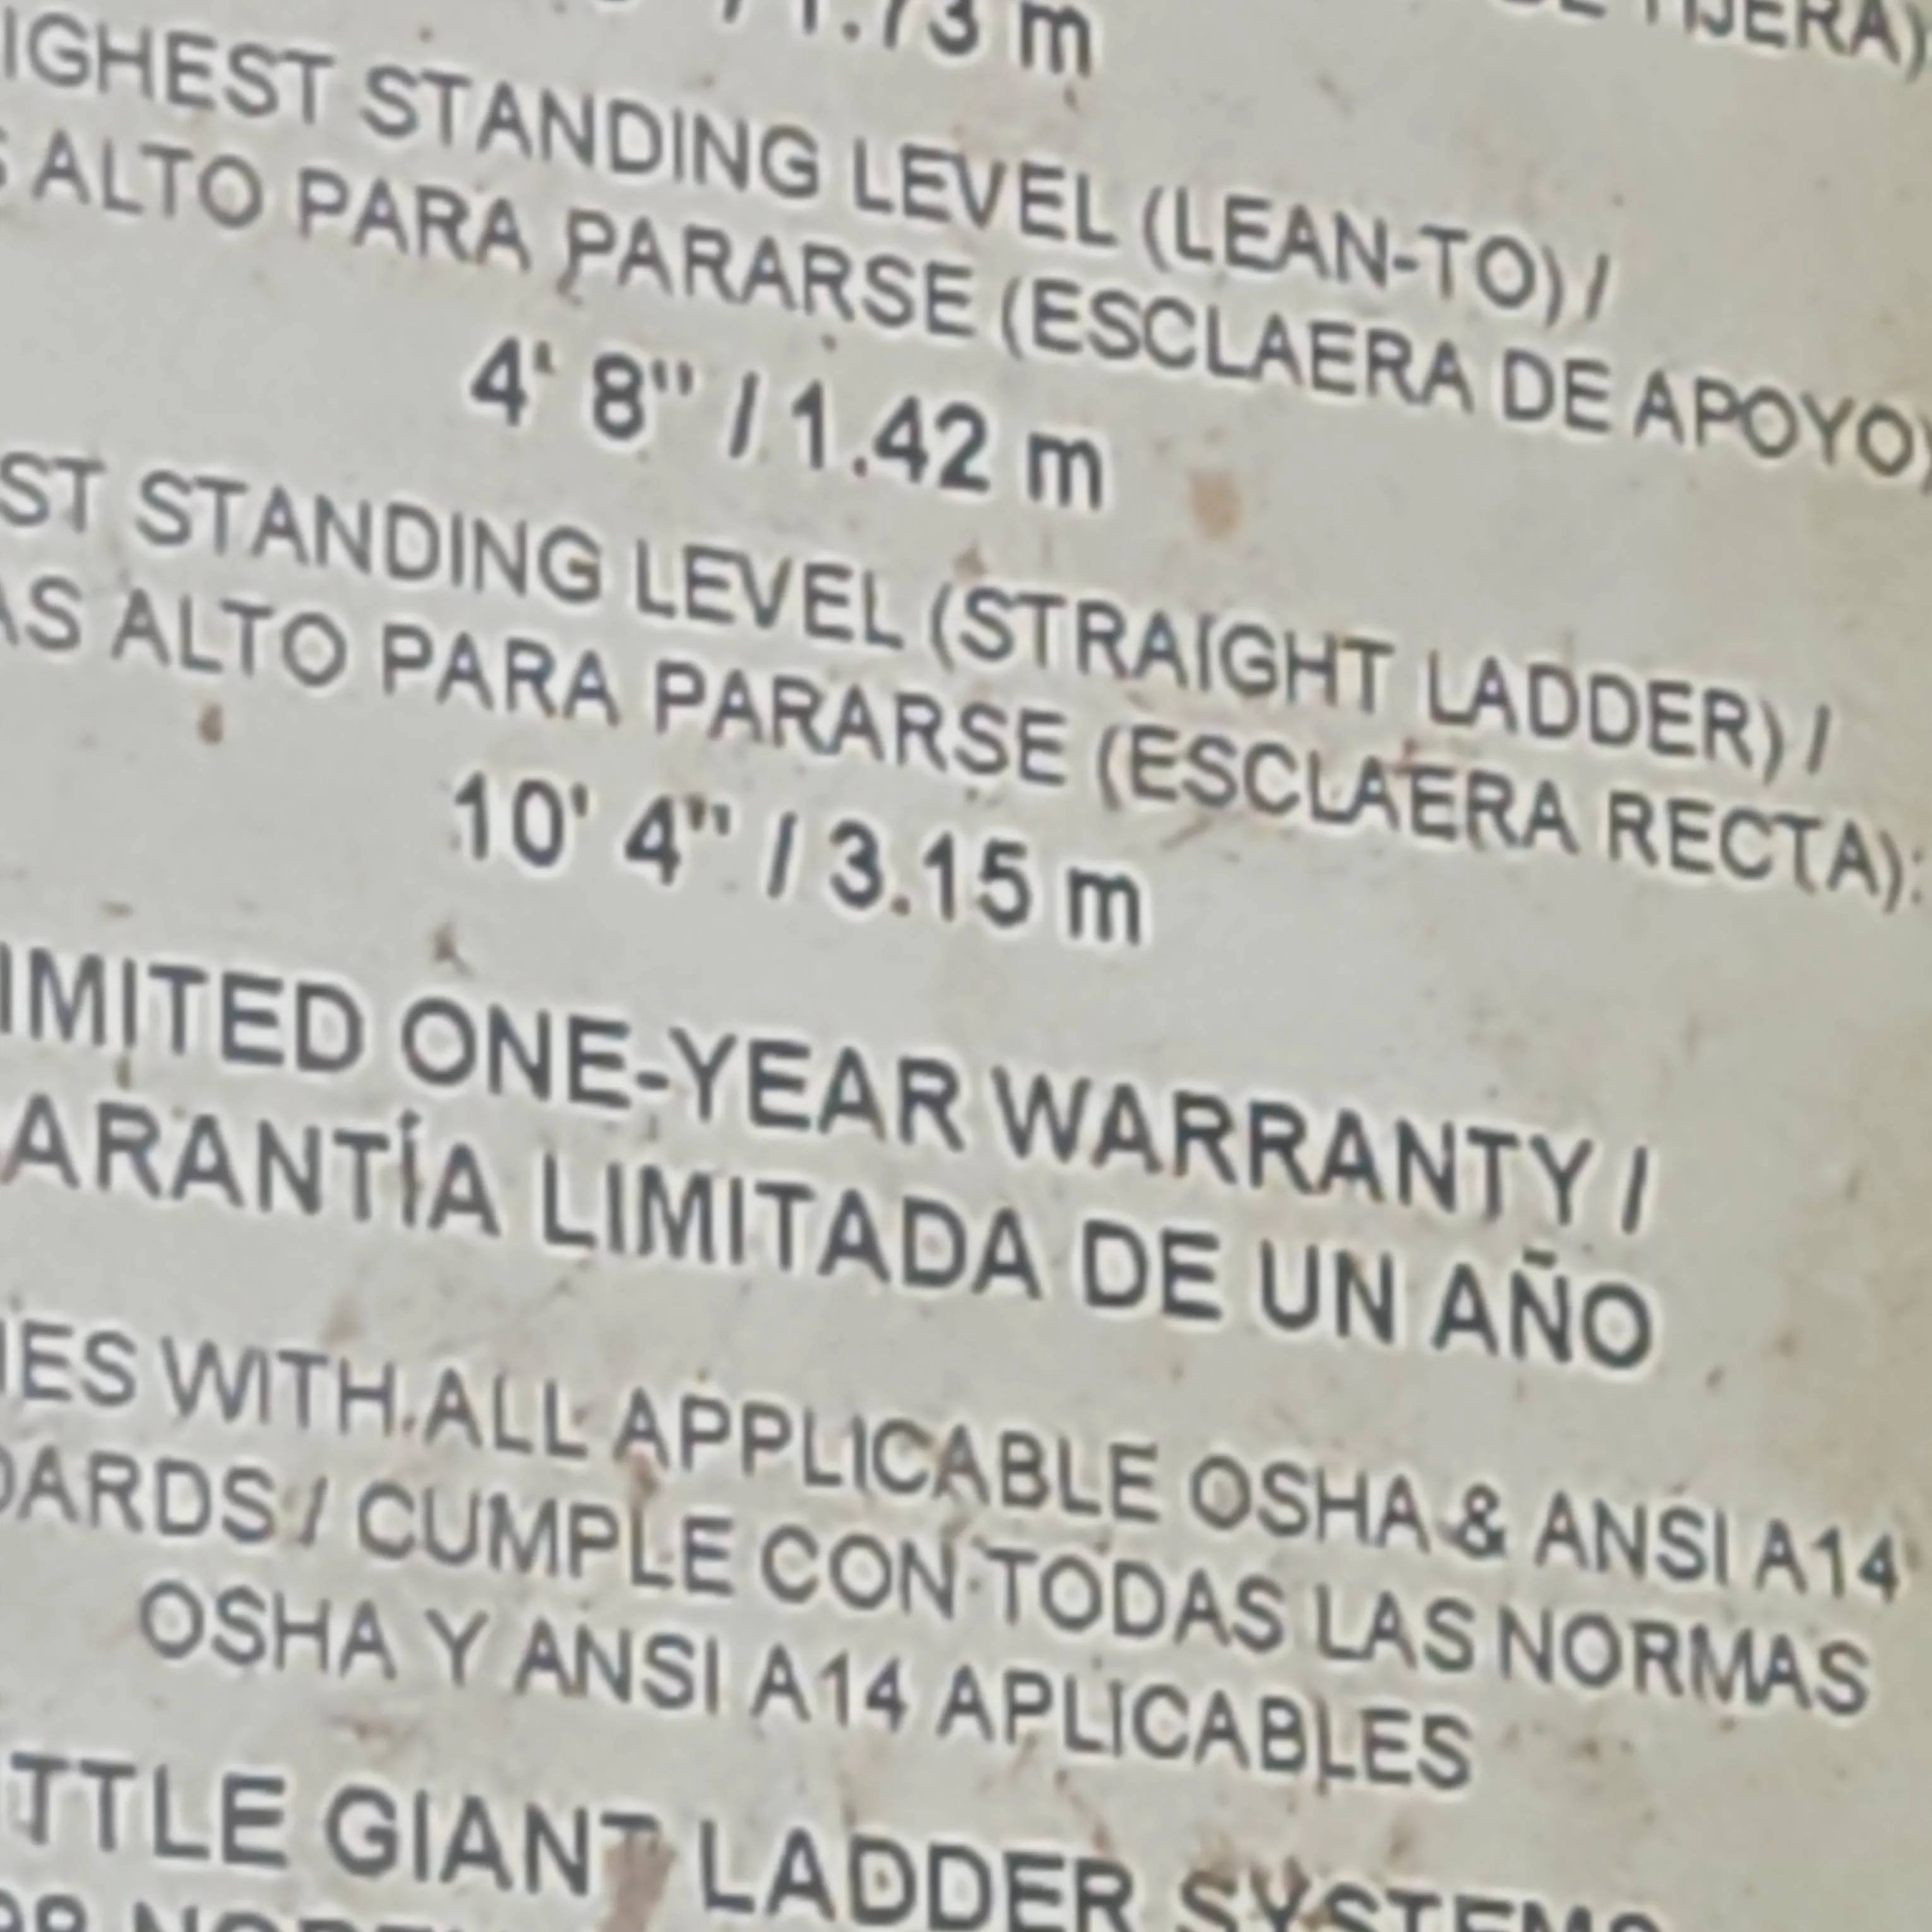 1.73 m
TIJERA)
IGHEST STANDING LEVEL (LEAN-TO) /
S ALTO PARA PARARSE (ESCLAERA DE APOYO)
4' 8" / 1.42 m
ST STANDING LEVEL (STRAIGHT LADDER) /
AS ALTO PARA PARARSE (ESCLAERA RECTA):
10' 4" / 3.15 m
IMITED ONE-YEAR WARRANTY /
ARANTÍA LIMITADA DE UN AÑO
IES WITH ALL APPLICABLE OSHA & ANSI A14
DARDS / CUMPLE CON TODAS LAS NORMAS
OSHA Y ANSI A14 APLICABLES
TTLE GIANT LADDER SYSTEMS